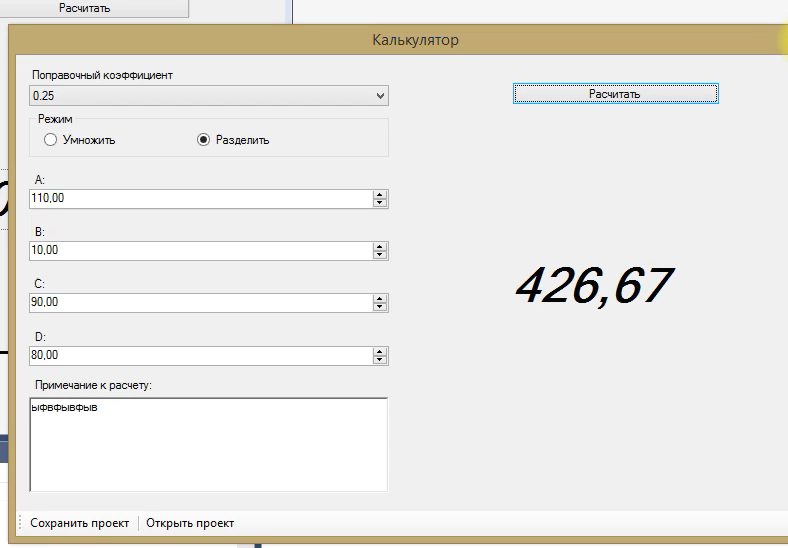 Расчитать
Калькулятор
Поправочный коэффициент
0.25
Расчитать
Режим
Умножить
Разделить
A:
110,00
B:
10,00
C:
90,00
426,67
D:
80,00
Примечание к расчету:
ыфвфывфыв
Сохранить проект
Открыть проект